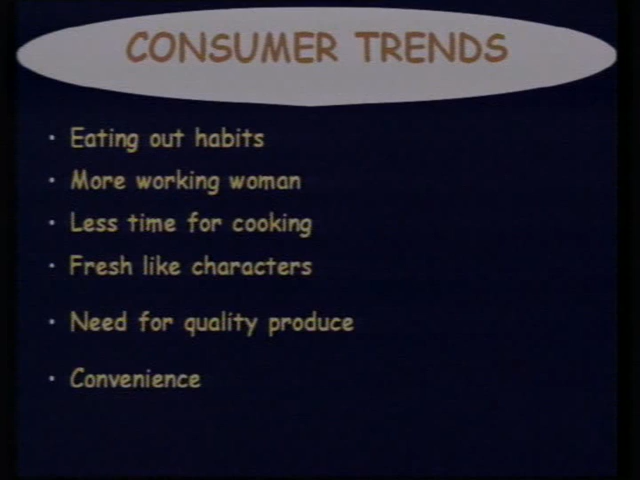 CONSUMER TRENDS
• Eating out habits
• More working woman
• Less time for cooking
• Fresh like characters
• Need for quality produce
• Convenience